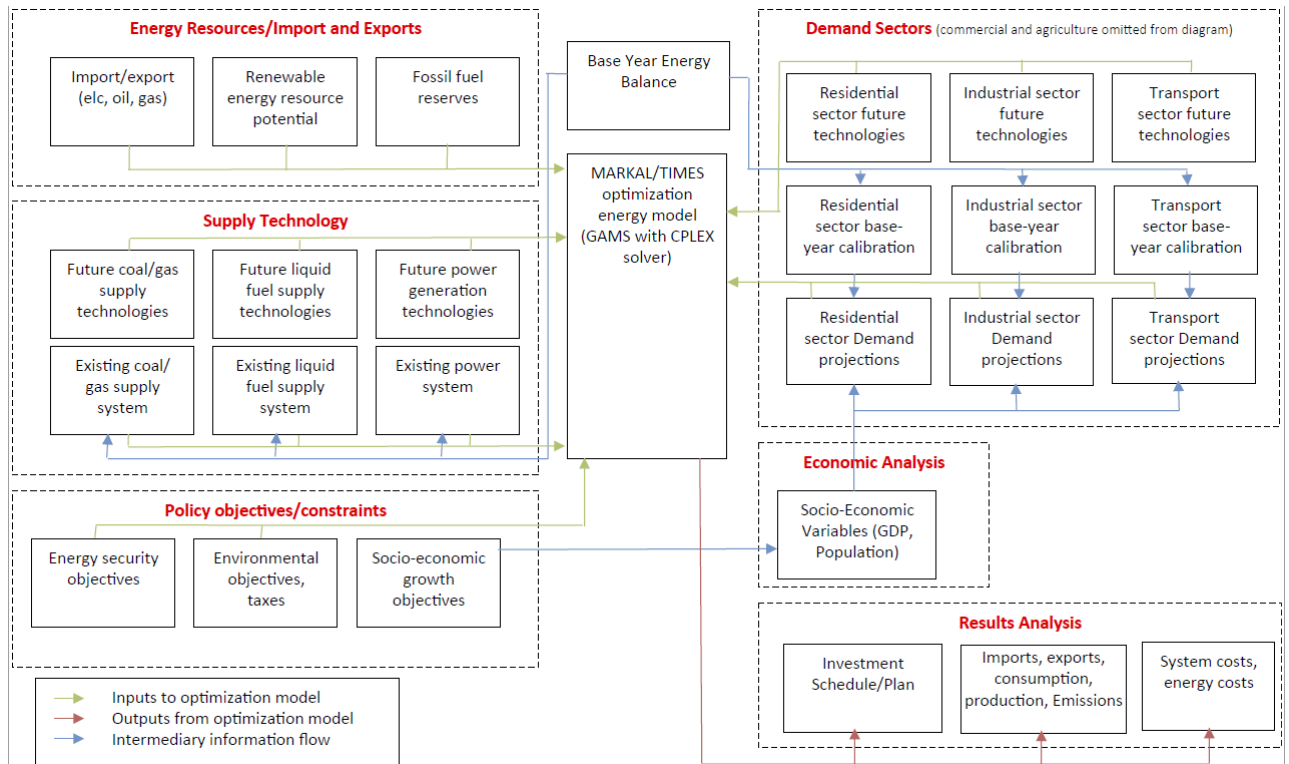 Energy Resources/Import and Exports
Import/export
(elc, oil, gas)
Renewable
energy resource
potential
Fossil fuel
reserves
Supply Technology
Future coal/gas
supply
technologies
Future liquid
fuel supply
technologies
Future power
generation
technologies
Existing coal/
gas supply
system
Existing liquid
fuel supply
system
Existing power
system
Policy objectives/constraints
Energy security
objectives
Environmental
objectives,
taxes
Socio-economic
growth
objectives
Inputs to optimization model
Outputs from optimization model
Intermediary information flow
Base Year Energy
Balance
MARKAL/TIMES
optimization
energy model
(GAMS with CPLEX
solver)
Demand Sectors (commercial and agriculture omitted from diagram)
Residential
sector future
technologies
Industrial sector
future
technologies
Transport
sector future
technologies
Residential
sector base-
year calibration
Industrial
sector base-year
calibration
Transport
sector base-
year calibration
Residential
sector Demand
projections
Industrial sector
Demand
projections
Transport
sector Demand
projections
Economic Analysis
Socio-Economic
Variables (GDP,
Population)
Results Analysis
Investment
Schedule/Plan
Imports, exports,
consumption,
production, Emissions
System costs,
energy costs